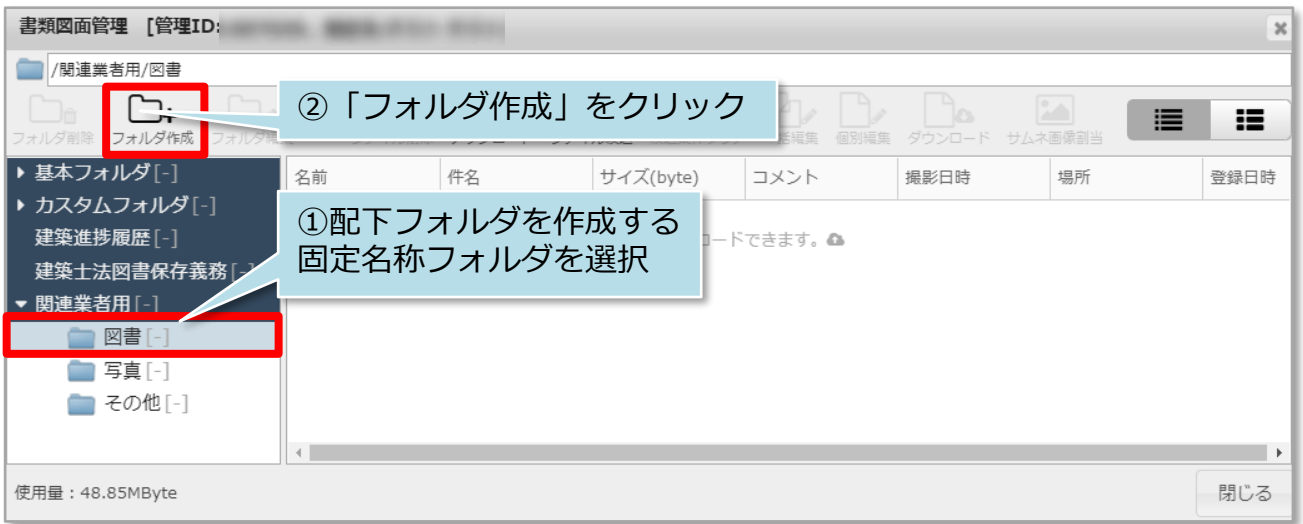 書類図面管理 [管理ID:
/関連業者用/図書
②「フォルダ作成」をクリック
フォルダ削除 フォルダ作成 個別編集 ダウンロード サムネ画像割当
基本フォルダ[-]
カスタムフォルダ[-]
建築進捗履歴[-]
建築士法図書保存義務[-]
関連業者用[-]
図書[-]
写真[-]
その他[-]
名前 件名 サイズ(byte) コメント 撮影日時 場所 登録日時
①配下フォルダを作成する
固定名称フォルダを選択
ードできます。
使用量：48.85MByte
閉じる